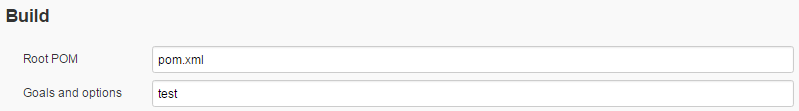 Build
Root POM pom.xml
Goals and options test